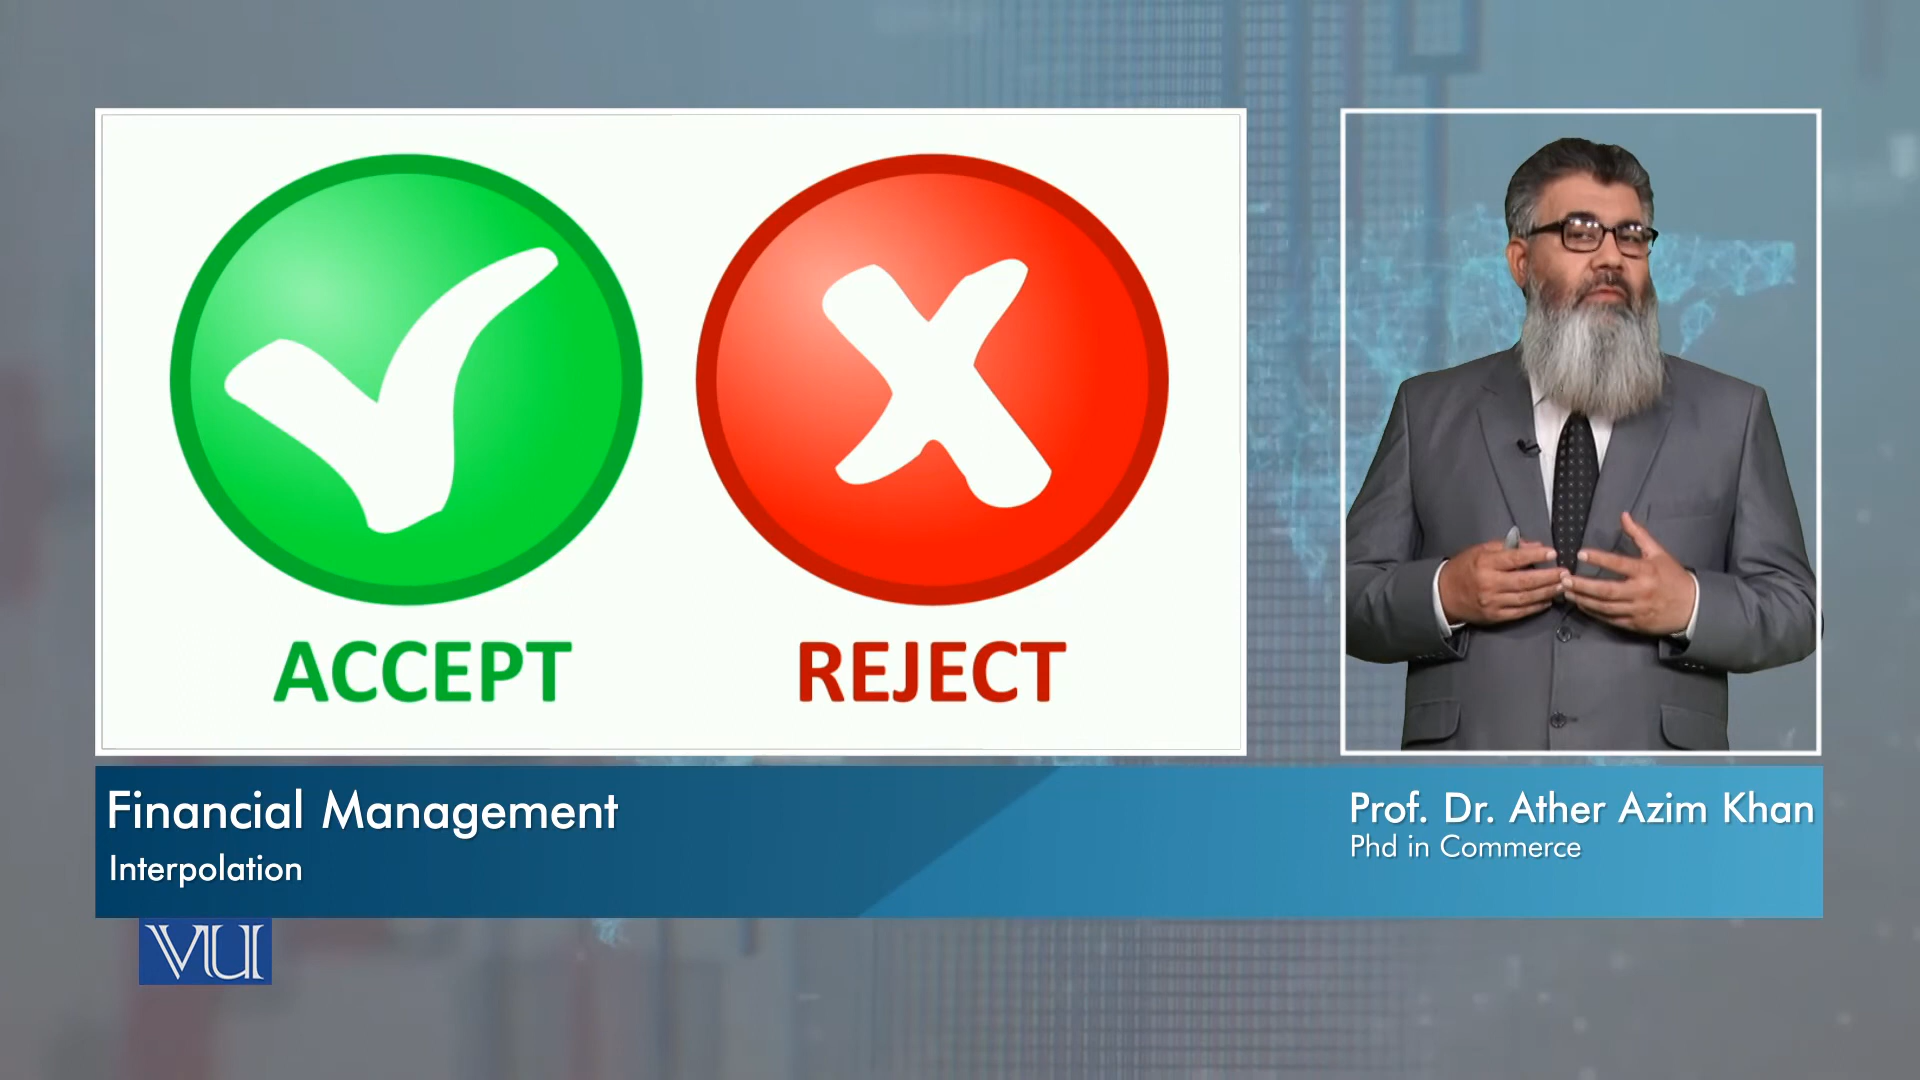 ACCEPT
REJECT
Financial Management
Interpolation
Prof. Dr. Ather Azim Khan
Phd in Commerce
VU